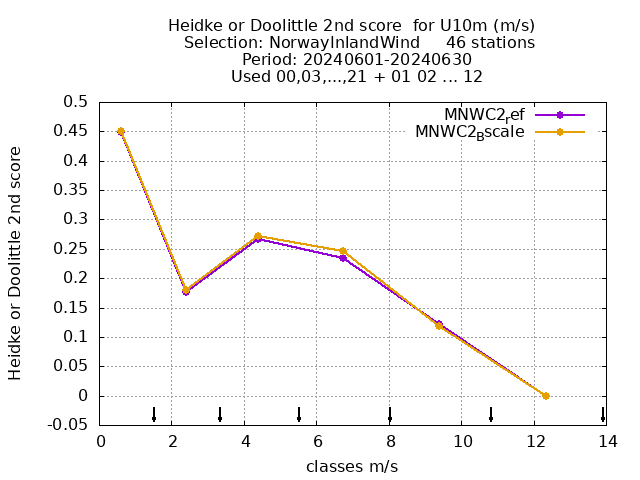 Heidke or Doolittle 2nd score  for U10m (m/s)
Selection: NorwayInlandWind     46 stations
Period: 20240601-20240630
Used 00,03,...,21 + 01 02 ... 12
MNWC2_ref
MNWC2_Bscale
0.5
0.45
0.4
0.35
0.3
0.25
0.2
0.15
0.1
0.05
0
-0.05
Heidke or Doolittle 2nd score
0 2 4 6 8 10 12 14
classes m/s